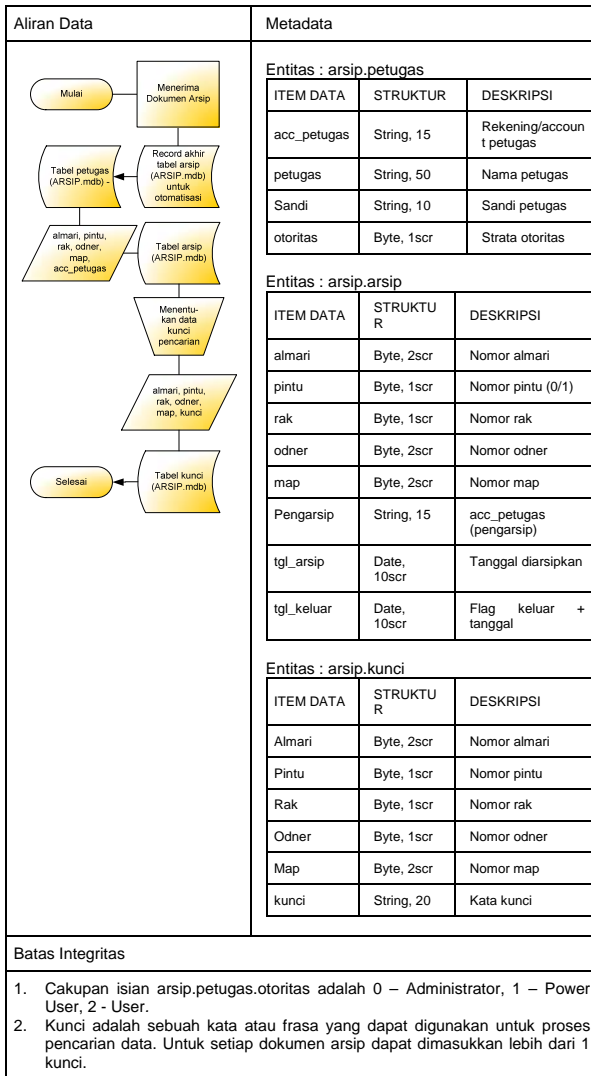 Aliran Data
Metadata
Mulai
Menerima
Dokumen Arsip
Record akhir
tabel arsip
(ARSIP.mdb)
untuk
otomatisasi
Tabel petugas
(ARSIP.mdb) -
almari, pintu,
rak, odner,
map,
acc_petugas
Tabel arsip
(ARSIP.mdb)
Menentu-
kan data
kunci
pencarian
almari, pintu,
rak, odner,
map, kunci
Tabel kunci
(ARSIP.mdb)
Selesai
Entitas : arsip.petugas
ITEM DATA STRUKTUR DESKRIPSI
acc_petugas String, 15 Rekening/accoun
t petugas
petugas String, 50 Nama petugas
Sandi String, 10 Sandi petugas
otoritas Byte, 1scr Strata otoritas
Entitas : arsip.arsip
ITEM DATA STRUKTU
R DESKRIPSI
almari Byte, 2scr Nomor almari
pintu Byte, 1scr Nomor pintu (0/1)
rak Byte, 1scr Nomor rak
odner Byte, 2scr Nomor odner
map Byte, 2scr Nomor map
Pengarsip String, 15 acc_petugas
(pengarsip)
tgl_arsip Date,
10scr Tanggal diarsipkan
tgl_keluar Date,
10scr Flag keluar +
tanggal
Entitas : arsip.kunci
ITEM DATA STRUKTU
R DESKRIPSI
Almari Byte, 2scr Nomor almari
Pintu Byte, 1scr Nomor pintu
Rak Byte, 1scr Nomor rak
Odner Byte, 1scr Nomor odner
Map Byte, 2scr Nomor map
kunci String, 20 Kata kunci
Batas Integritas
1. Cakupan isian arsip.petugas.otoritas adalah 0 – Administrator, 1 – Power
User, 2 - User.
2. Kunci adalah sebuah kata atau frasa yang dapat digunakan untuk proses
pencarian data. Untuk setiap dokumen arsip dapat dimasukkan lebih dari 1
kunci.